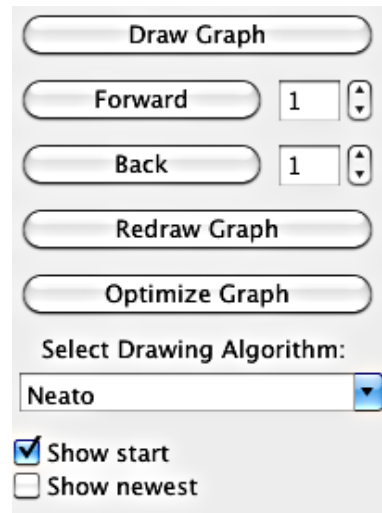 Draw Graph
Forward 1
Back 1
Redraw Graph
Optimize Graph
Select Drawing Algorithm:
Neato
Show start
Show newest